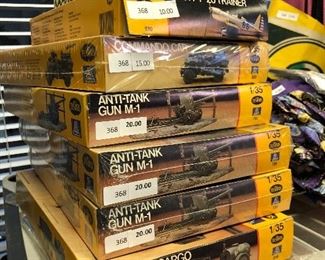 368 10.00 TRAINER
COMMANDO CAR
368 15.00
ANTI-TANK GUN M-1
1/35
368 20.00
ANTI-TANK GUN M-1
1/35
368 20.00
ANTI-TANK GUN M-1
1/35
368 20.00
CARGO
1/35